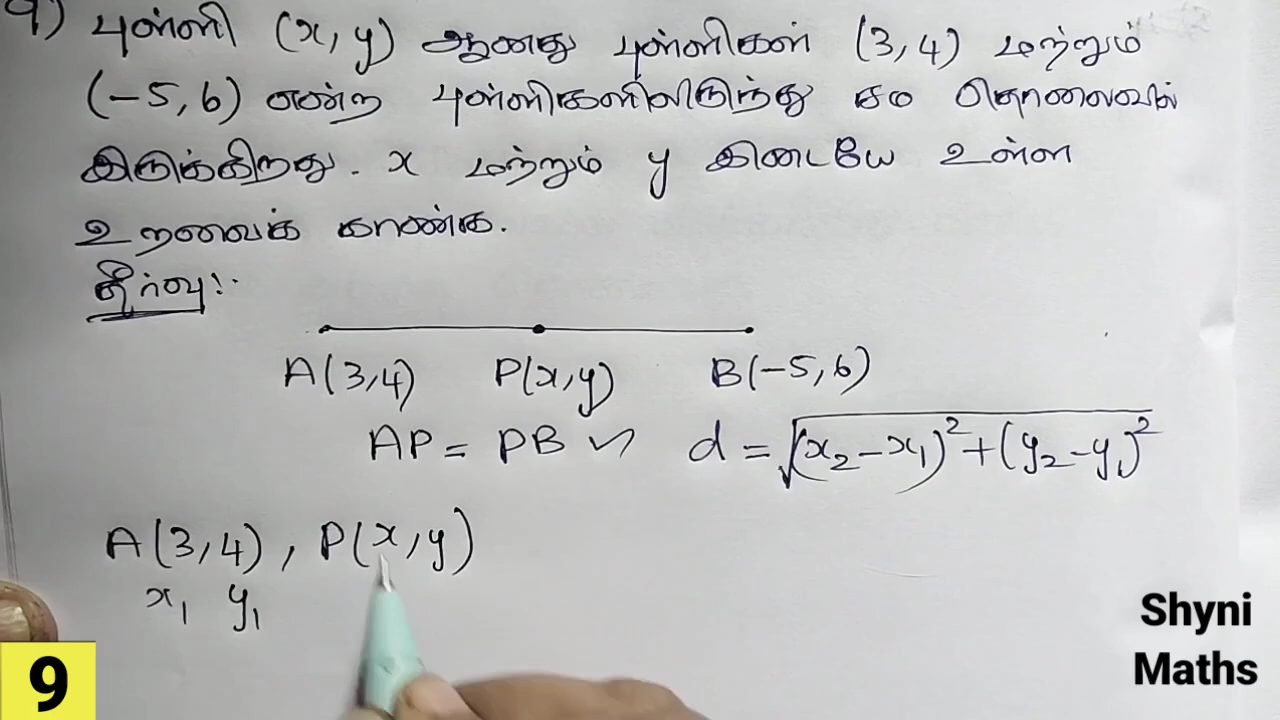 9) புள்ளி (x, y) ஆனது புள்ளிகள் (3, 4) மற்றும்
(-5, 6) என்ற புள்ளிகளிலிருந்து சம தொலைவில்
இருக்கிறது. x மற்றும் y இடையே உள்ள
உறவைக் காண்க.
தீர்வு:-
A(3,4) P(x,y) B(-5,6)
AP = PB d = √(x₂-x₁)²+(y₂-y₁)²
A(3,4), P(x,y)
x₁ y₁
Shyni
Maths
9